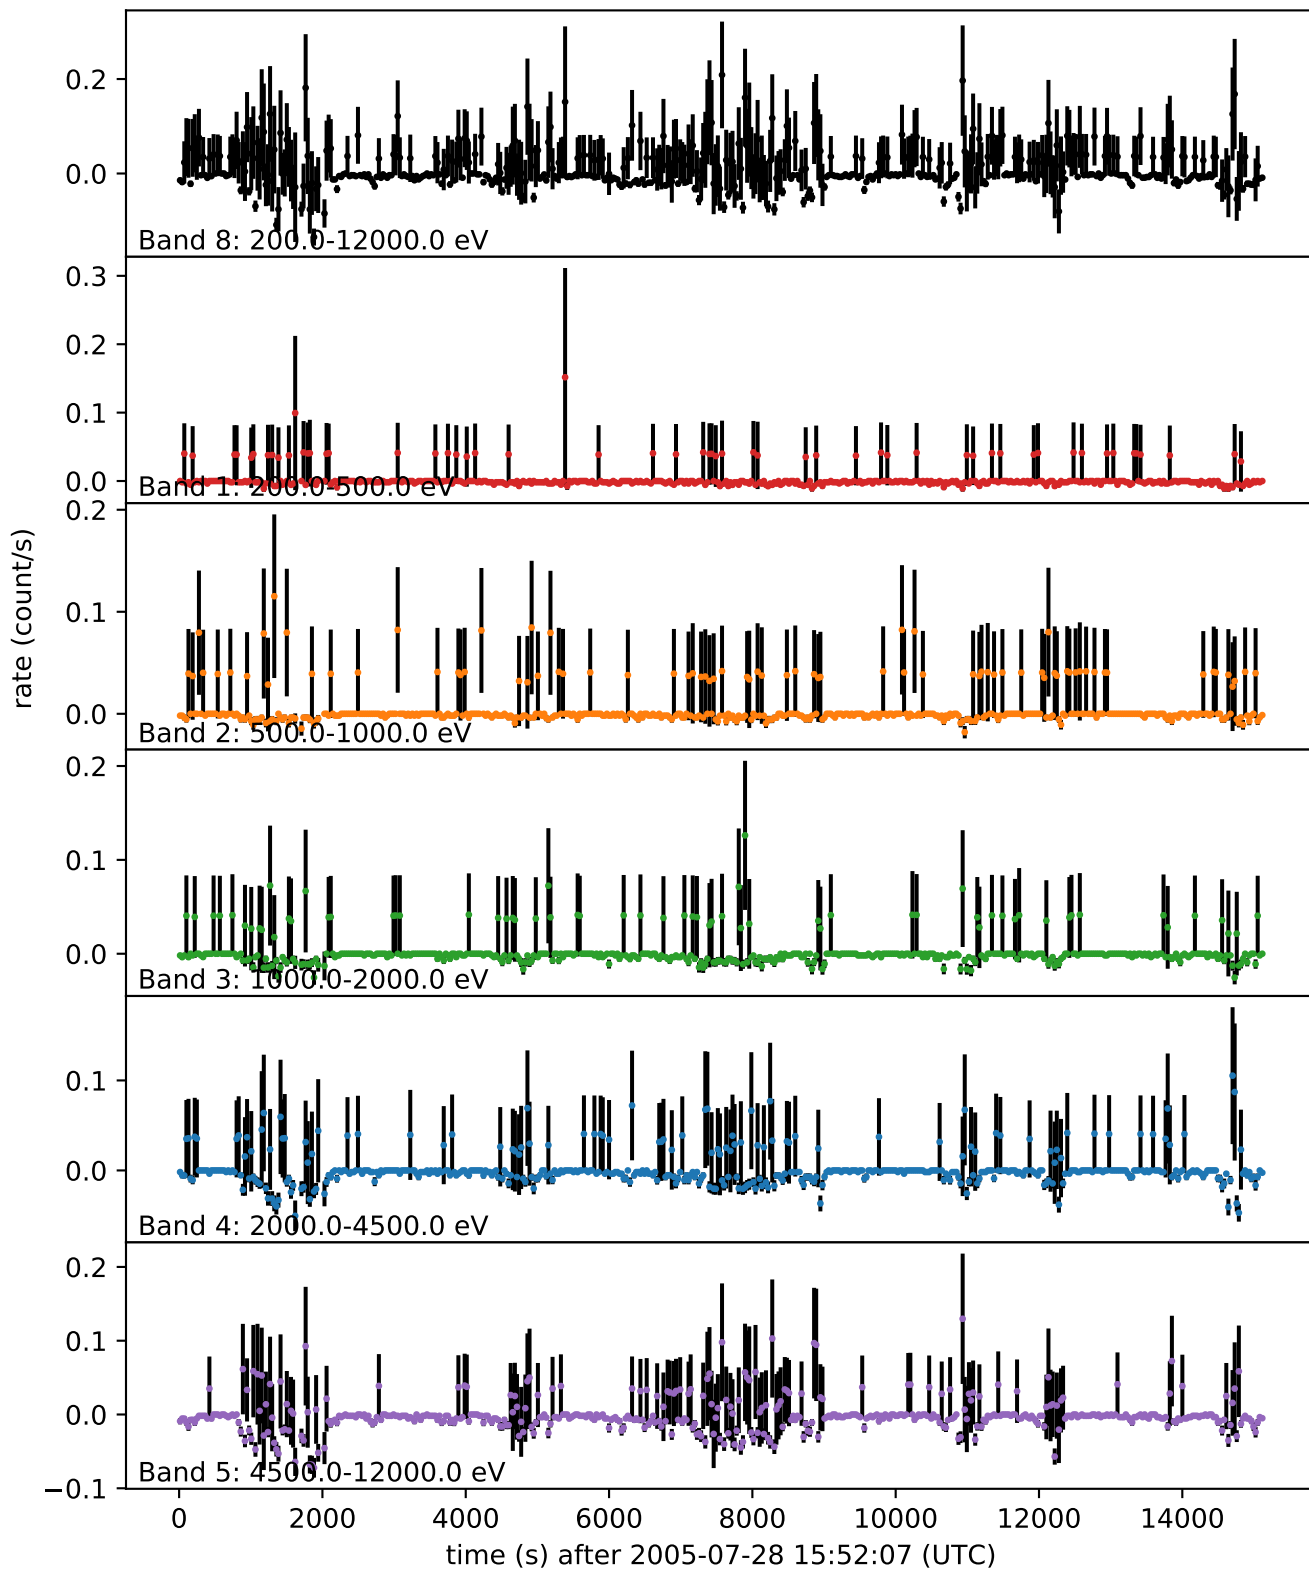 0.2
0.0
Band 8: 200.0-12000.0 eV
0.3
0.2
0.1
0.0
Band 1: 200.0-500.0 eV
0.2
0.1
0.0
Band 2: 500.0-1000.0 eV
rate (count/s)
0.2
0.1
0.0
Band 3: 1000.0-2000.0 eV
0.1
0.0
Band 4: 2000.0-4500.0 eV
0.2
0.1
0.0
−0.1
Band 5: 4500.0-12000.0 eV
0 2000 4000 6000 8000 10000 12000 14000
time (s) after 2005-07-28 15:52:07 (UTC)